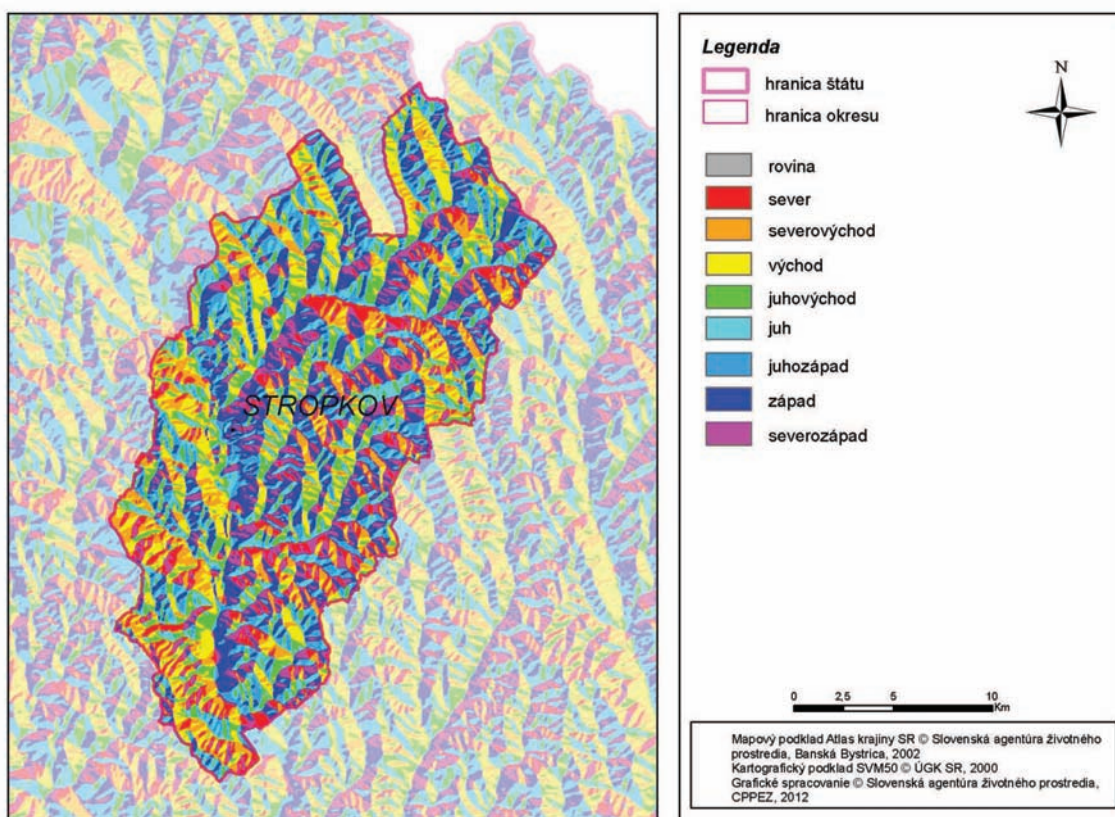 STROPKOV
Legenda
hranica štátu
hranica okresu
N
rovina
sever
severovýchod
východ
juhovýchod
juh
juhozápad
západ
severozápad
0 2,5 5 10
Km
Mapový podklad Atlas krajiny SR © Slovenská agentúra životného
prostredia, Banská Bystrica, 2002
Kartografický podklad SVM50 © ÚGK SR, 2000
Grafické spracovanie © Slovenská agentúra životného prostredia,
CPPEZ, 2012